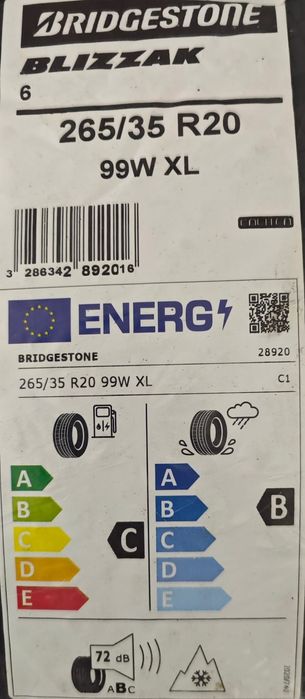 BRIDGESTONE
BLIZZAK
6
265/35 R20
99W XL
3 286342 892016
ENERG
BRIDGESTONE
28920
265/35 R20 99W XL
C1
A
A
B
B
C
C
D
D
E
E
C
B
72 dB
ABC